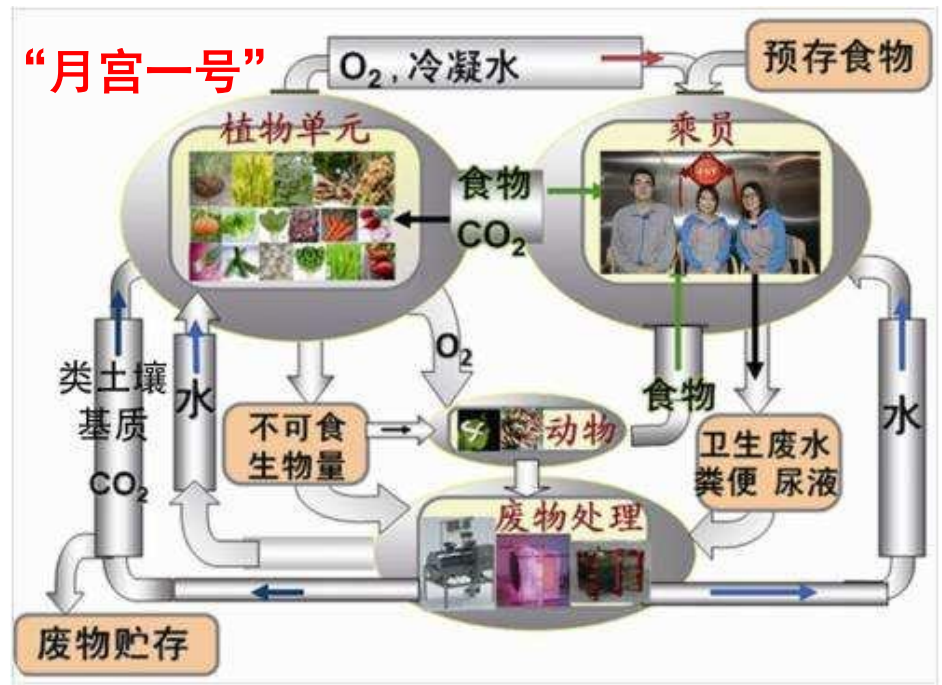 “月宫一号”
O2,冷凝水
预存食物
植物单元
乘员
食物
CO2
O2
类土壤
基质
CO2
水
不可食
生物量
动物
食物
卫生废水
粪便 尿液
水
废物处理
废物贮存